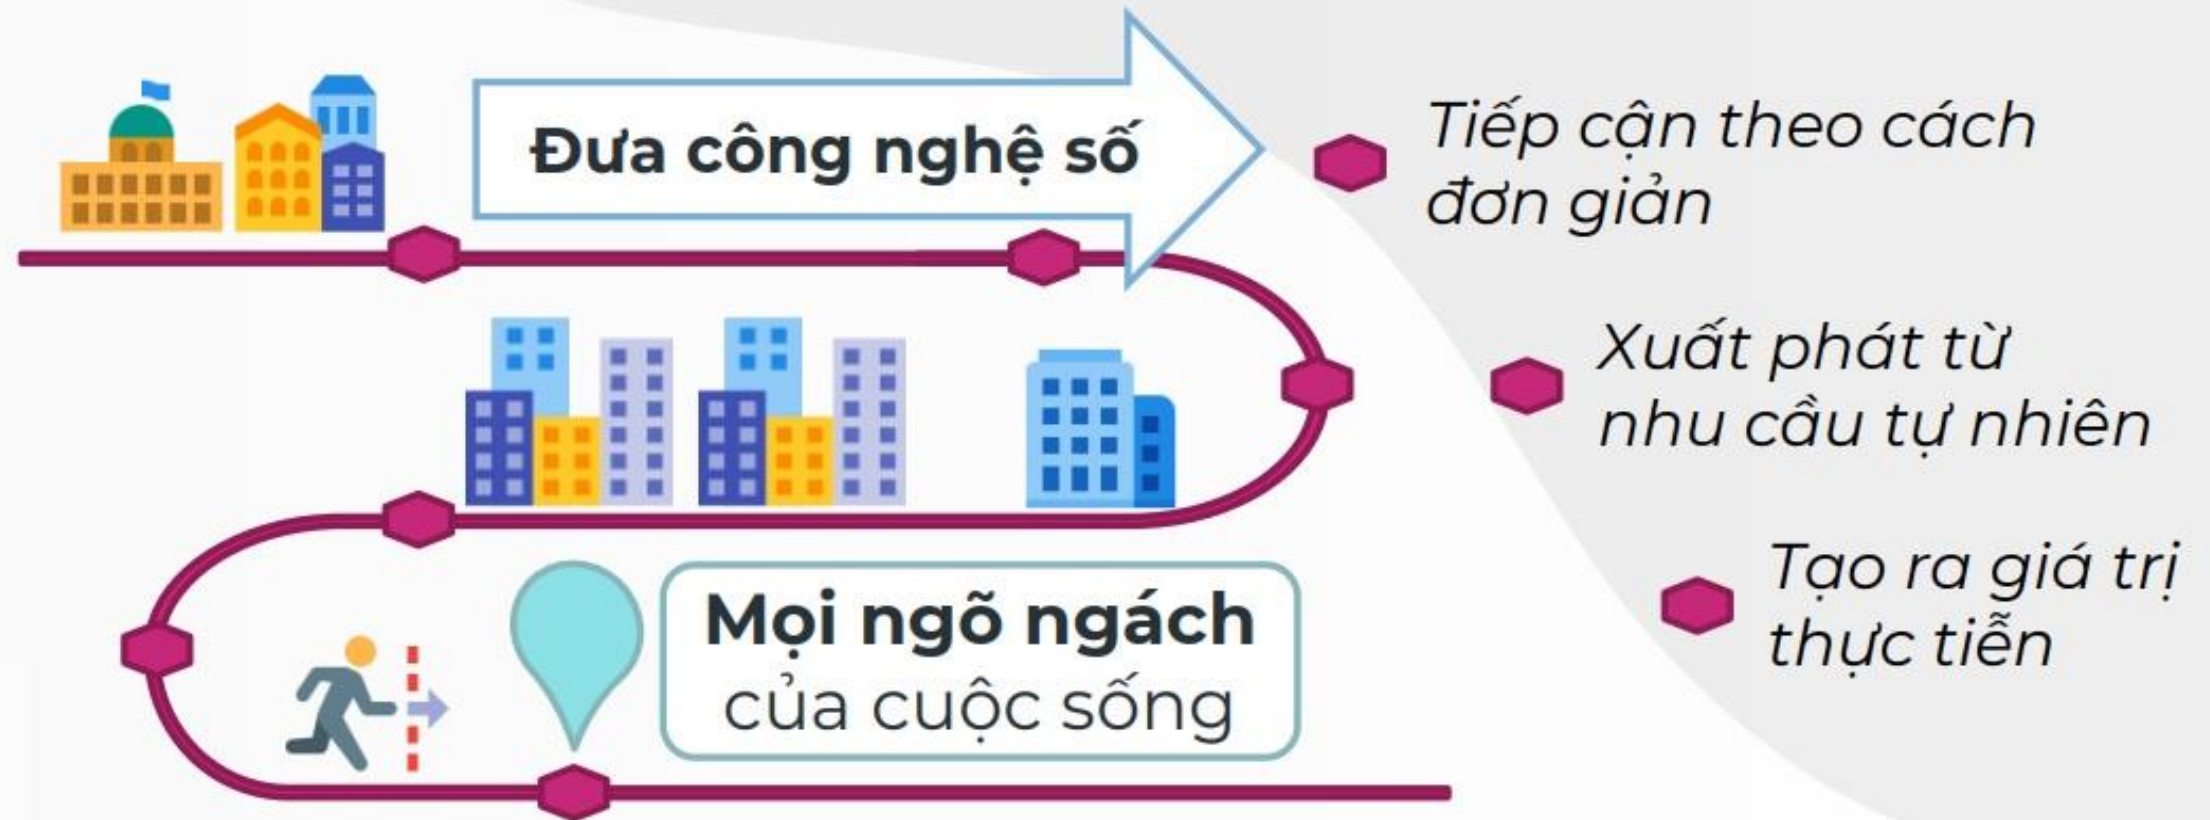 Đưa công nghệ số
Tiếp cận theo cách
đơn giản
Xuất phát từ
nhu cầu tự nhiên
Mọi ngõ ngách
của cuộc sống
Tạo ra giá trị
thực tiễn